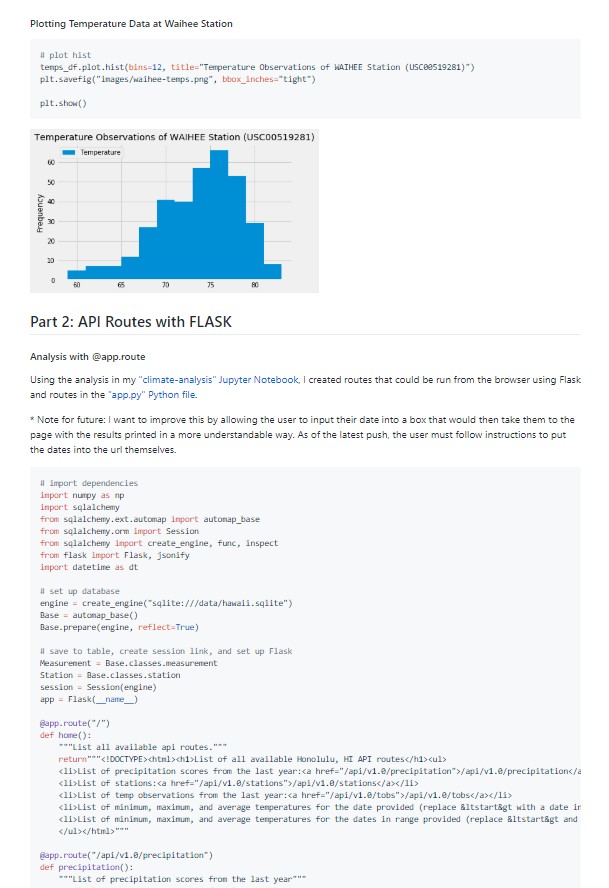 Plotting Temperature Data at Waihee Station
# plot hist
temps_df.plot.hist(bins=12, title="Temperature Observations of WAIHEE Station (USC00519281)")
plt.savefig("images/waihee-temps.png", bbox_inches="tight")
plt.show()
Temperature Observations of WAIHEE Station (USC00519281)
Temperature
Frequency
60
50
40
30
20
10
0
60 65 70 75 80
Part 2: API Routes with FLASK
Analysis with @app.route
Using the analysis in my "climate-analysis" Jupyter Notebook, I created routes that could be run from the browser using Flask
and routes in the "app.py" Python file.
* Note for future: I want to improve this by allowing the user to input their date into a box that would then take them to the
page with the results printed in a more understandable way. As of the latest push, the user must follow instructions to put
the dates into the url themselves.
# import dependencies
import numpy as np
import sqlalchemy
from sqlalchemy.ext.automap import automap_base
from sqlalchemy.orm import Session
from sqlalchemy import create_engine, func, inspect
from flask import Flask, jsonify
import datetime as dt
# set up database
engine = create_engine("sqlite:///data/hawaii.sqlite")
Base = automap_base()
Base.prepare(engine, reflect=True)
# save to table, create session link, and set up Flask
Measurement = Base.classes.measurement
Station = Base.classes.station
session = Session(engine)
app = Flask(__name__)
@app.route("/")
def home():
"""List all available api routes."""
return"""<!DOCTYPE><html><h1>List of all available Honolulu, HI API routes</h1><ul>
<li>List of precipitation scores from the last year:<a href="/api/v1.0/precipitation">/api/v1.0/precipitation</a
<li>List of stations:<a href="/api/v1.0/stations">/api/v1.0/stations</a></li>
<li>List of temp observations from the last year:<a href="/api/v1.0/tobs">/api/v1.0/tobs</a></li>
<li>List of minimum, maximum, and average temperatures for the date provided (replace &ltstart&gt with a date in
<li>List of minimum, maximum, and average temperatures for the dates in range provided (replace &ltstart&gt and
</ul></html>"""
@app.route("/api/v1.0/precipitation")
def precipitation():
"""List of precipitation scores from the last year"""